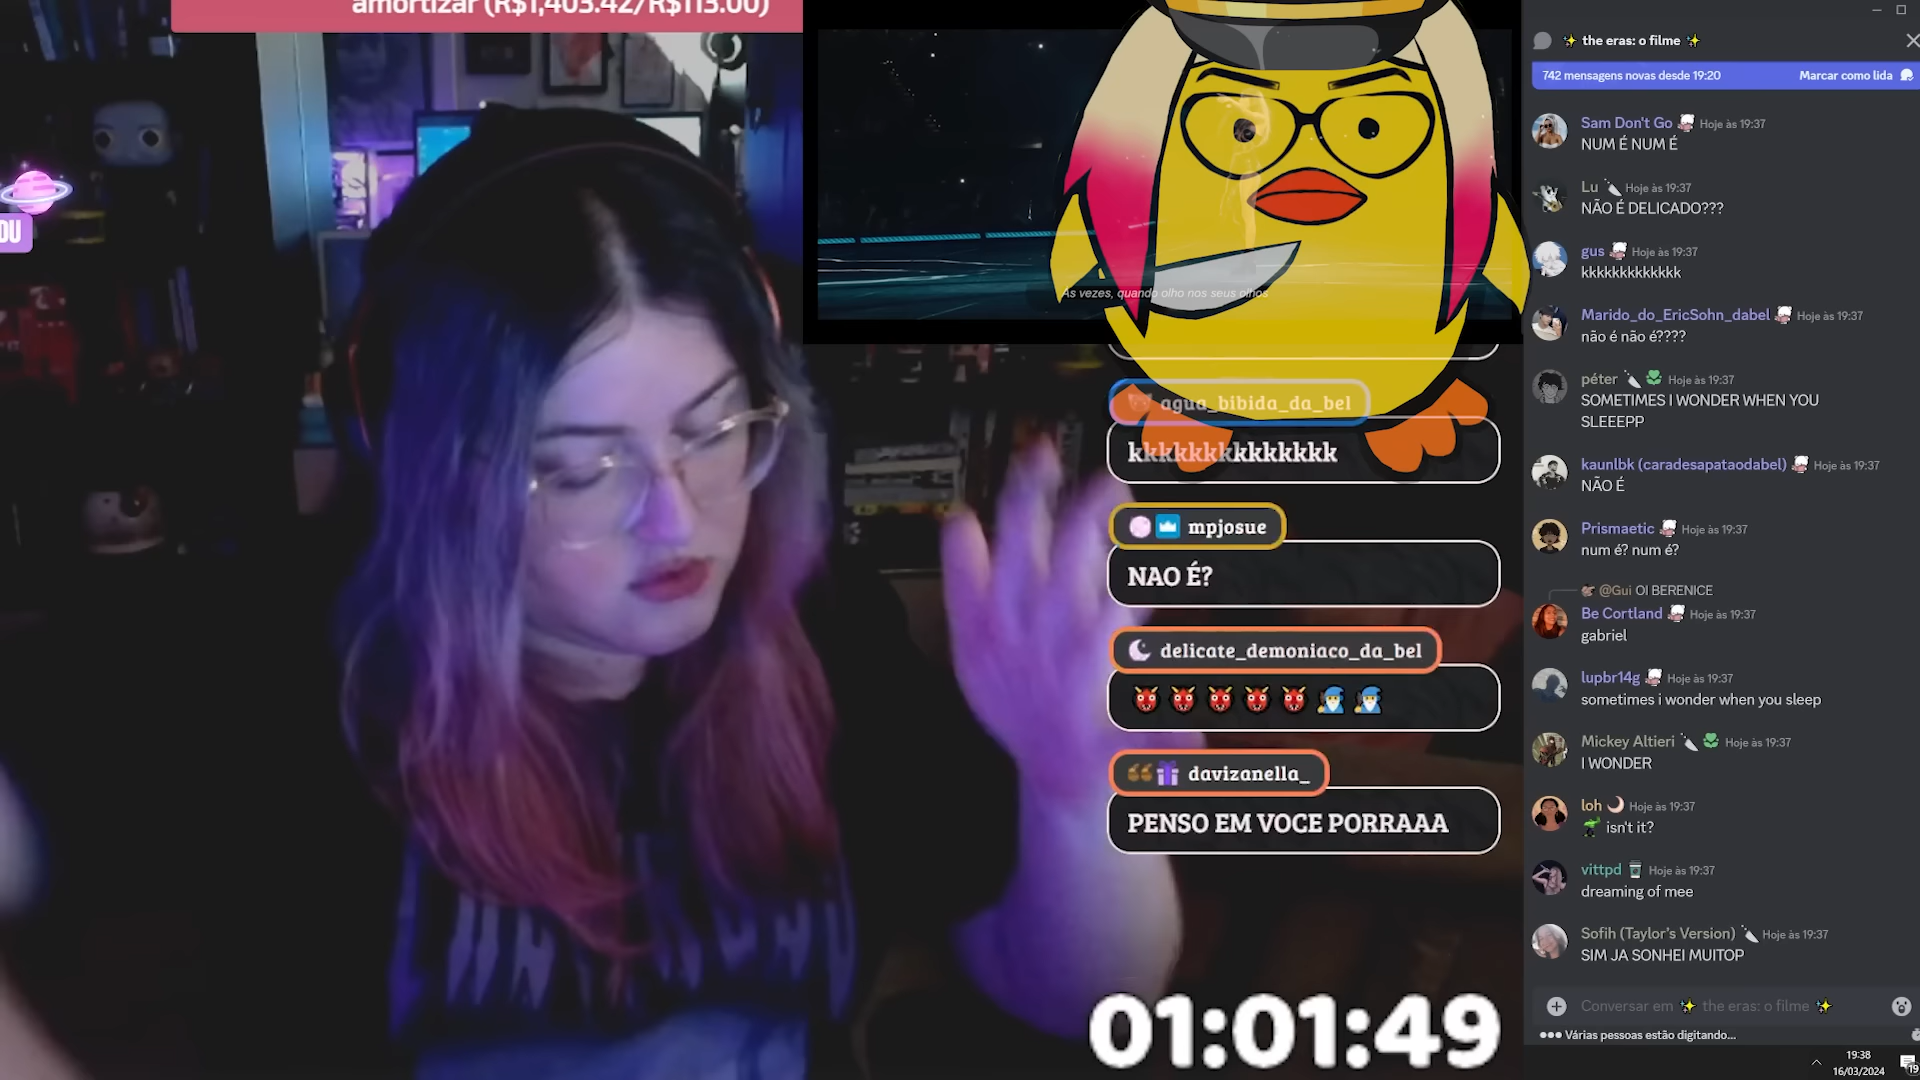 amortizar (R$1,403.42/R$113.00)
OU
Às vezes, quando olho nos seus olhos
agua_bibida_da_bel
kkkkkkkkkkkkkk
mpjosue
NAO É?
delicate_demoniaco_da_bel
davizanella_
PENSO EM VOCE PORRAAA
01:01:49
the eras: o filme
742 mensagens novas desde 19:20 Marcar como lida
Sam Don't Go Hoje às 19:37
NUM É NUM É
Lu Hoje às 19:37
NÃO É DELICADO???
gus Hoje às 19:37
kkkkkkkkkkkkk
Marido_do_EricSohn_dabel Hoje às 19:37
não é não é????
péter Hoje às 19:37
SOMETIMES I WONDER WHEN YOU
SLEEEPP
kaunlbk (caradesapataodabel) Hoje às 19:37
NÃO É
Prismaetic Hoje às 19:37
num é? num é?
@Gui OI BERENICE
Be Cortland Hoje às 19:37
gabriel
lupbr14g Hoje às 19:37
sometimes i wonder when you sleep
Mickey Altieri Hoje às 19:37
I WONDER
loh Hoje às 19:37
isn't it?
vittpd Hoje às 19:37
dreaming of mee
Sofih (Taylor's Version) Hoje às 19:37
SIM JA SONHEI MUITOP
Conversar em the eras: o filme
Várias pessoas estão digitando...
19:38
16/03/2024
19